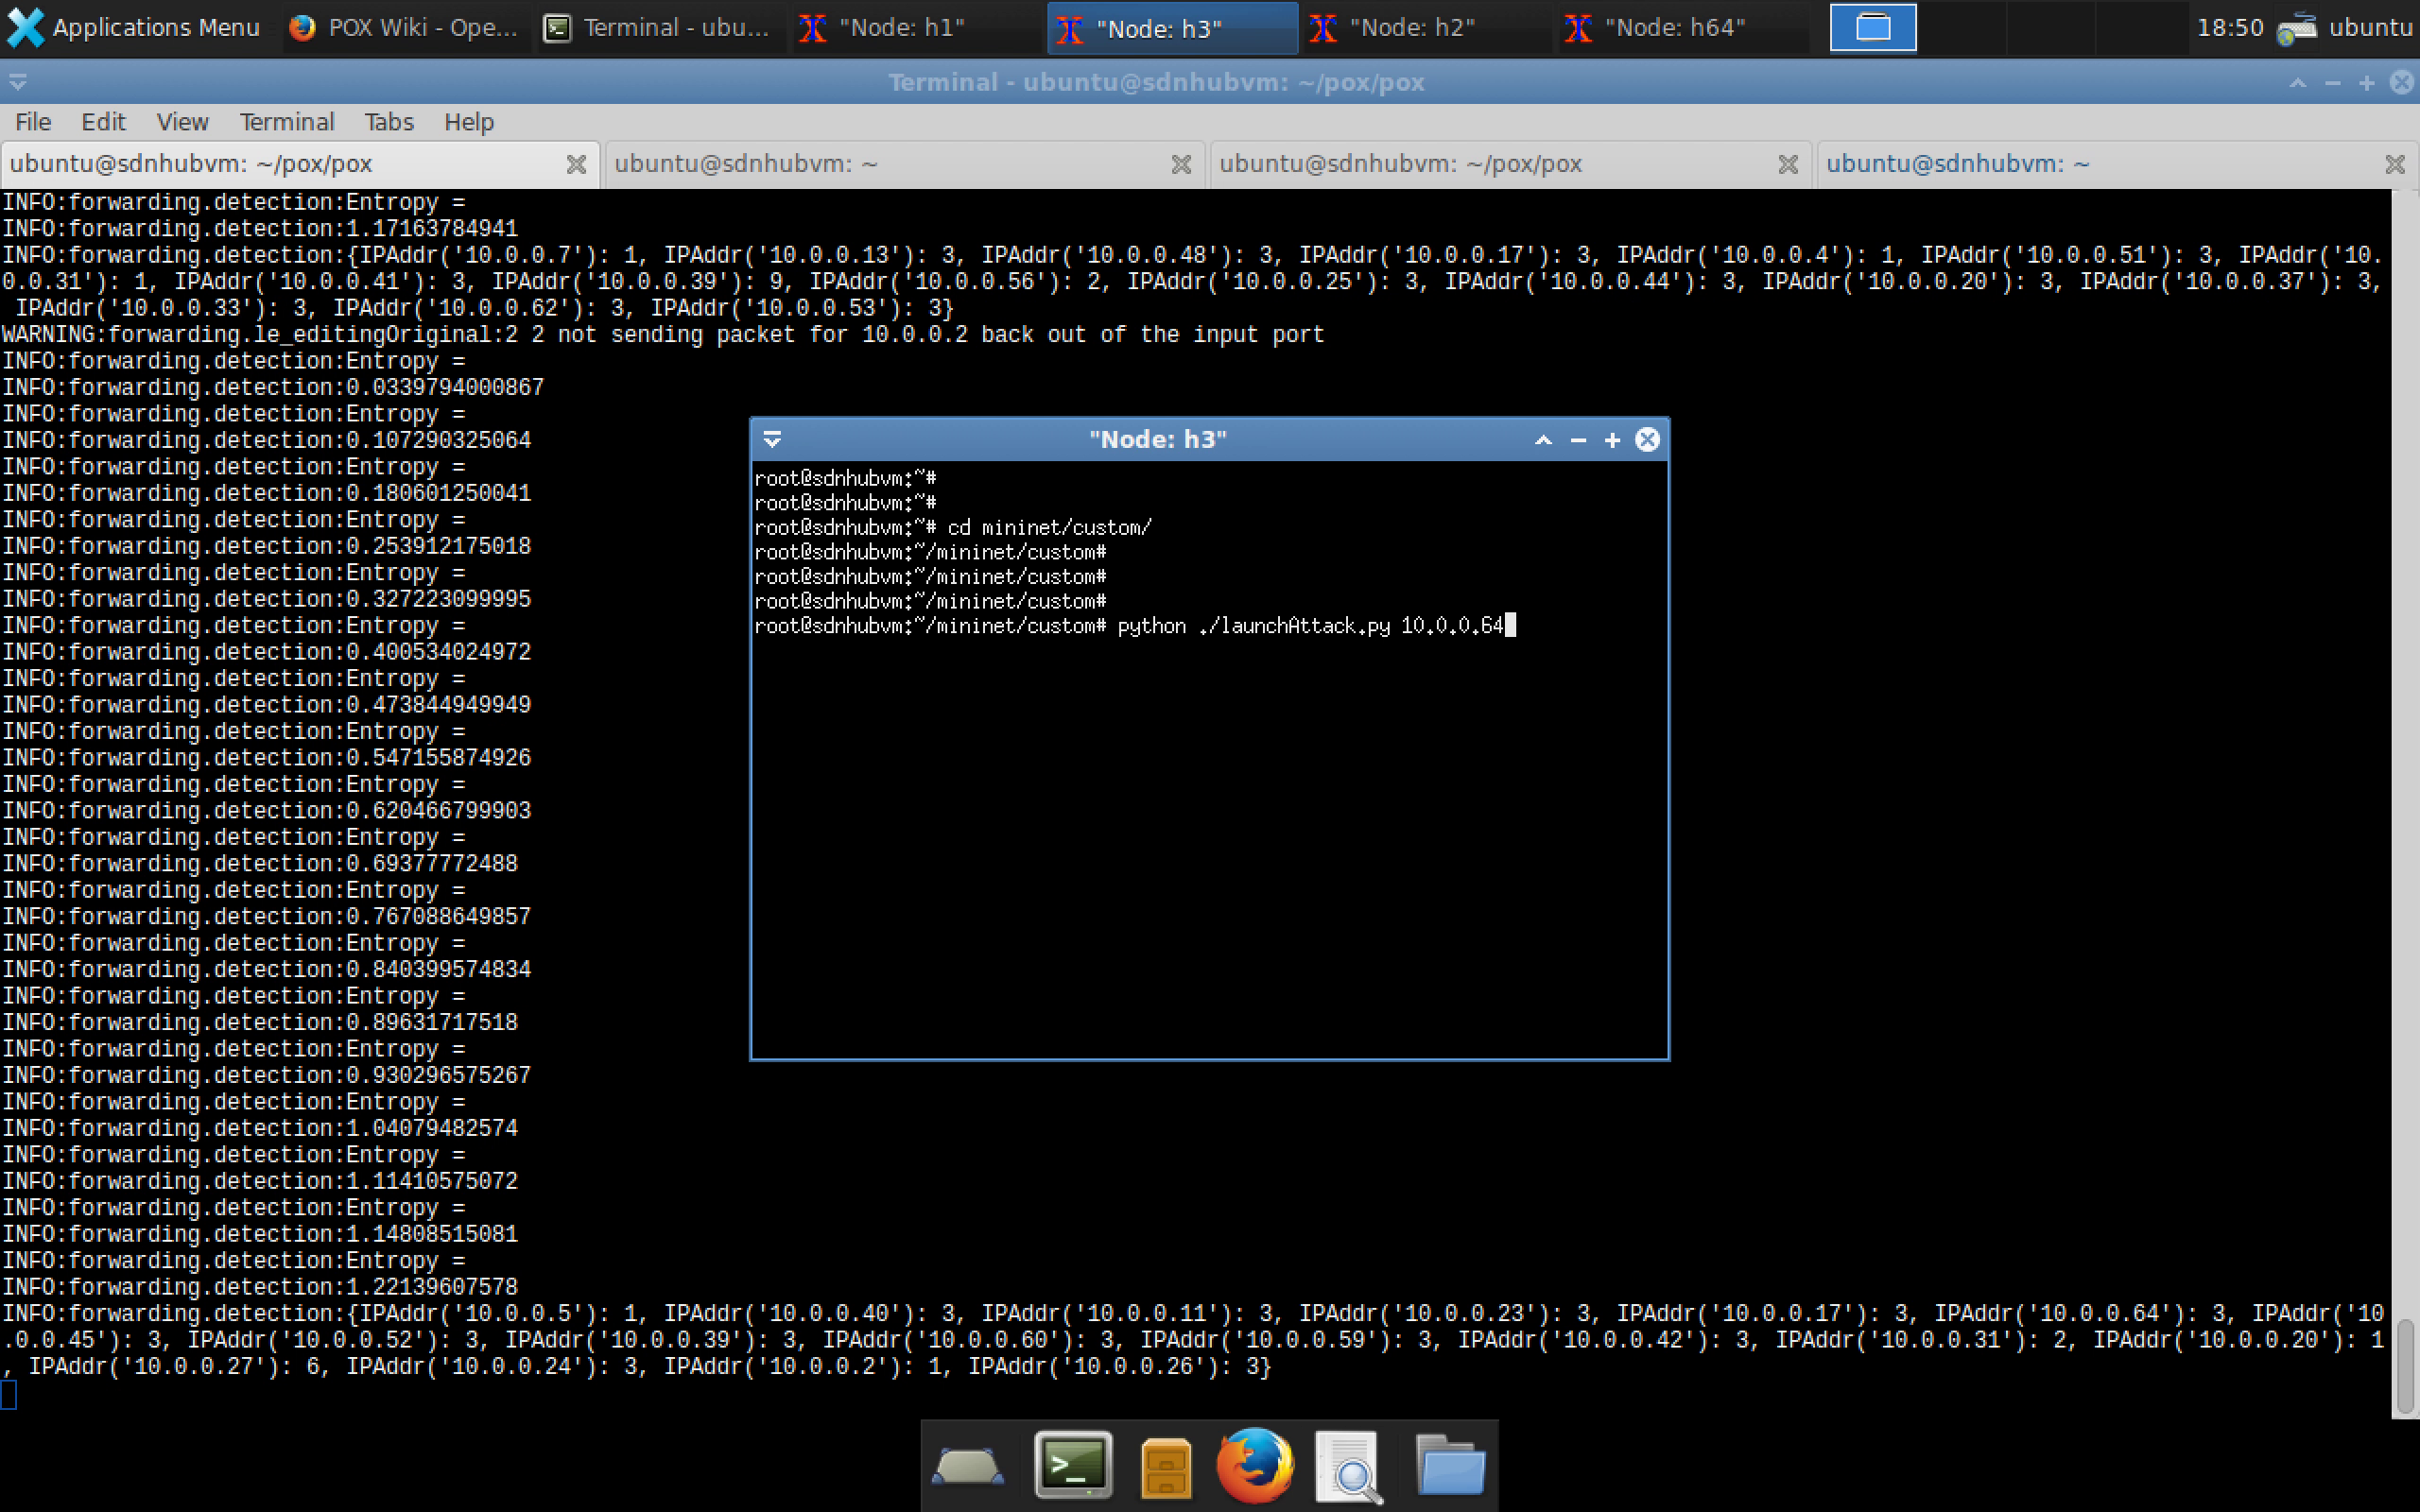 Applications Menu
POX Wiki - Ope...
Terminal - ubu...
"Node: h1"
"Node: h3"
"Node: h2"
"Node: h64"
18:50
ubuntu
Terminal - ubuntu@sdnhubvm: ~/pox/pox
File Edit View Terminal Tabs Help
ubuntu@sdnhubvm: ~/pox/pox
ubuntu@sdnhubvm: ~
ubuntu@sdnhubvm: ~/pox/pox
ubuntu@sdnhubvm: ~
INFO:forwarding.detection:Entropy =
INFO:forwarding.detection:1.17163784941
INFO:forwarding.detection:{IPAddr('10.0.0.7'): 1, IPAddr('10.0.0.13'): 3, IPAddr('10.0.0.48'): 3, IPAddr('10.0.0.17'): 3, IPAddr('10.0.0.4'): 1, IPAddr('10.0.0.51'): 3, IPAddr('10.
0.0.31'): 1, IPAddr('10.0.0.41'): 3, IPAddr('10.0.0.39'): 9, IPAddr('10.0.0.56'): 2, IPAddr('10.0.0.25'): 3, IPAddr('10.0.0.44'): 3, IPAddr('10.0.0.20'): 3, IPAddr('10.0.0.37'): 3,
 IPAddr('10.0.0.33'): 3, IPAddr('10.0.0.62'): 3, IPAddr('10.0.0.53'): 3}
WARNING:forwarding.le_editingOriginal:2 2 not sending packet for 10.0.0.2 back out of the input port
INFO:forwarding.detection:Entropy =
INFO:forwarding.detection:0.0339794000867
INFO:forwarding.detection:Entropy =
INFO:forwarding.detection:0.107290325064
INFO:forwarding.detection:Entropy =
INFO:forwarding.detection:0.180601250041
INFO:forwarding.detection:Entropy =
INFO:forwarding.detection:0.253912175018
INFO:forwarding.detection:Entropy =
INFO:forwarding.detection:0.327223099995
INFO:forwarding.detection:Entropy =
INFO:forwarding.detection:0.400534024972
INFO:forwarding.detection:Entropy =
INFO:forwarding.detection:0.473844949949
INFO:forwarding.detection:Entropy =
INFO:forwarding.detection:0.547155874926
INFO:forwarding.detection:Entropy =
INFO:forwarding.detection:0.620466799903
INFO:forwarding.detection:Entropy =
INFO:forwarding.detection:0.69377772488
INFO:forwarding.detection:Entropy =
INFO:forwarding.detection:0.767088649857
INFO:forwarding.detection:Entropy =
INFO:forwarding.detection:0.840399574834
INFO:forwarding.detection:Entropy =
INFO:forwarding.detection:0.89631717518
INFO:forwarding.detection:Entropy =
INFO:forwarding.detection:0.930296575267
INFO:forwarding.detection:Entropy =
INFO:forwarding.detection:1.04079482574
INFO:forwarding.detection:Entropy =
INFO:forwarding.detection:1.11410575072
INFO:forwarding.detection:Entropy =
INFO:forwarding.detection:1.14808515081
INFO:forwarding.detection:Entropy =
INFO:forwarding.detection:1.22139607578
INFO:forwarding.detection:{IPAddr('10.0.0.5'): 1, IPAddr('10.0.0.40'): 3, IPAddr('10.0.0.11'): 3, IPAddr('10.0.0.23'): 3, IPAddr('10.0.0.17'): 3, IPAddr('10.0.0.64'): 3, IPAddr('10
.0.0.45'): 3, IPAddr('10.0.0.52'): 3, IPAddr('10.0.0.39'): 3, IPAddr('10.0.0.60'): 3, IPAddr('10.0.0.59'): 3, IPAddr('10.0.0.42'): 3, IPAddr('10.0.0.31'): 2, IPAddr('10.0.0.20'): 1
, IPAddr('10.0.0.27'): 6, IPAddr('10.0.0.24'): 3, IPAddr('10.0.0.2'): 1, IPAddr('10.0.0.26'): 3}
"Node: h3"
root@sdnhubvm:~#
root@sdnhubvm:~#
root@sdnhubvm:~# cd mininet/custom/
root@sdnhubvm:~/mininet/custom#
root@sdnhubvm:~/mininet/custom#
root@sdnhubvm:~/mininet/custom#
root@sdnhubvm:~/mininet/custom# python ./launchAttack.py 10.0.0.64